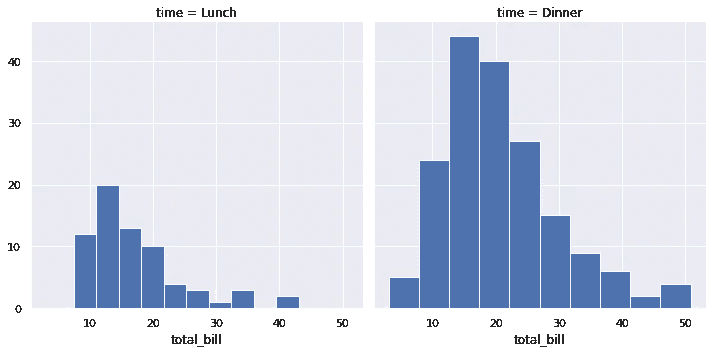 time = Lunch
time = Dinner
40
30
20
10
0
10 20 30 40 50
10 20 30 40 50
total_bill
total_bill